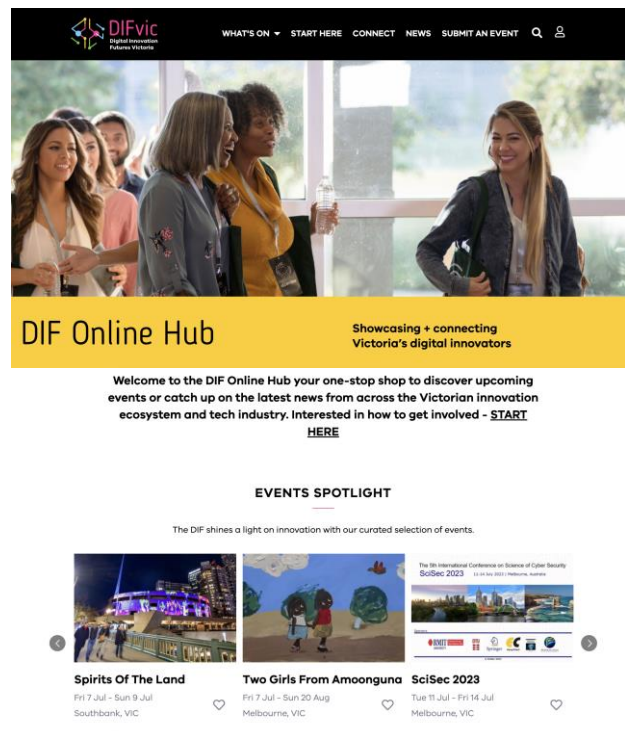 DIFvic
Digital Innovation
Futures Victoria
WHAT'S ON START HERE CONNECT NEWS SUBMIT AN EVENT
DIF Online Hub
Showcasing + connecting
Victoria's digital innovators
Welcome to the DIF Online Hub your one-stop shop to discover upcoming
events or catch up on the latest news from across the Victorian innovation
ecosystem and tech industry. Interested in how to get involved - START
HERE
EVENTS SPOTLIGHT
The DIF shines a light on innovation with our curated selection of events.
The 5th International Conference on Science of Cyber Security
SciSec 2023 11-14 July 2023 | Melbourne, Australia
RMIT
Springer
Spirits Of The Land
Fri 7 Jul - Sun 9 Jul
Southbank, VIC
Two Girls From Amoonguna
Fri 7 Jul - Sun 20 Aug
Melbourne, VIC
SciSec 2023
Tue 11 Jul - Fri 14 Jul
Melbourne, VIC